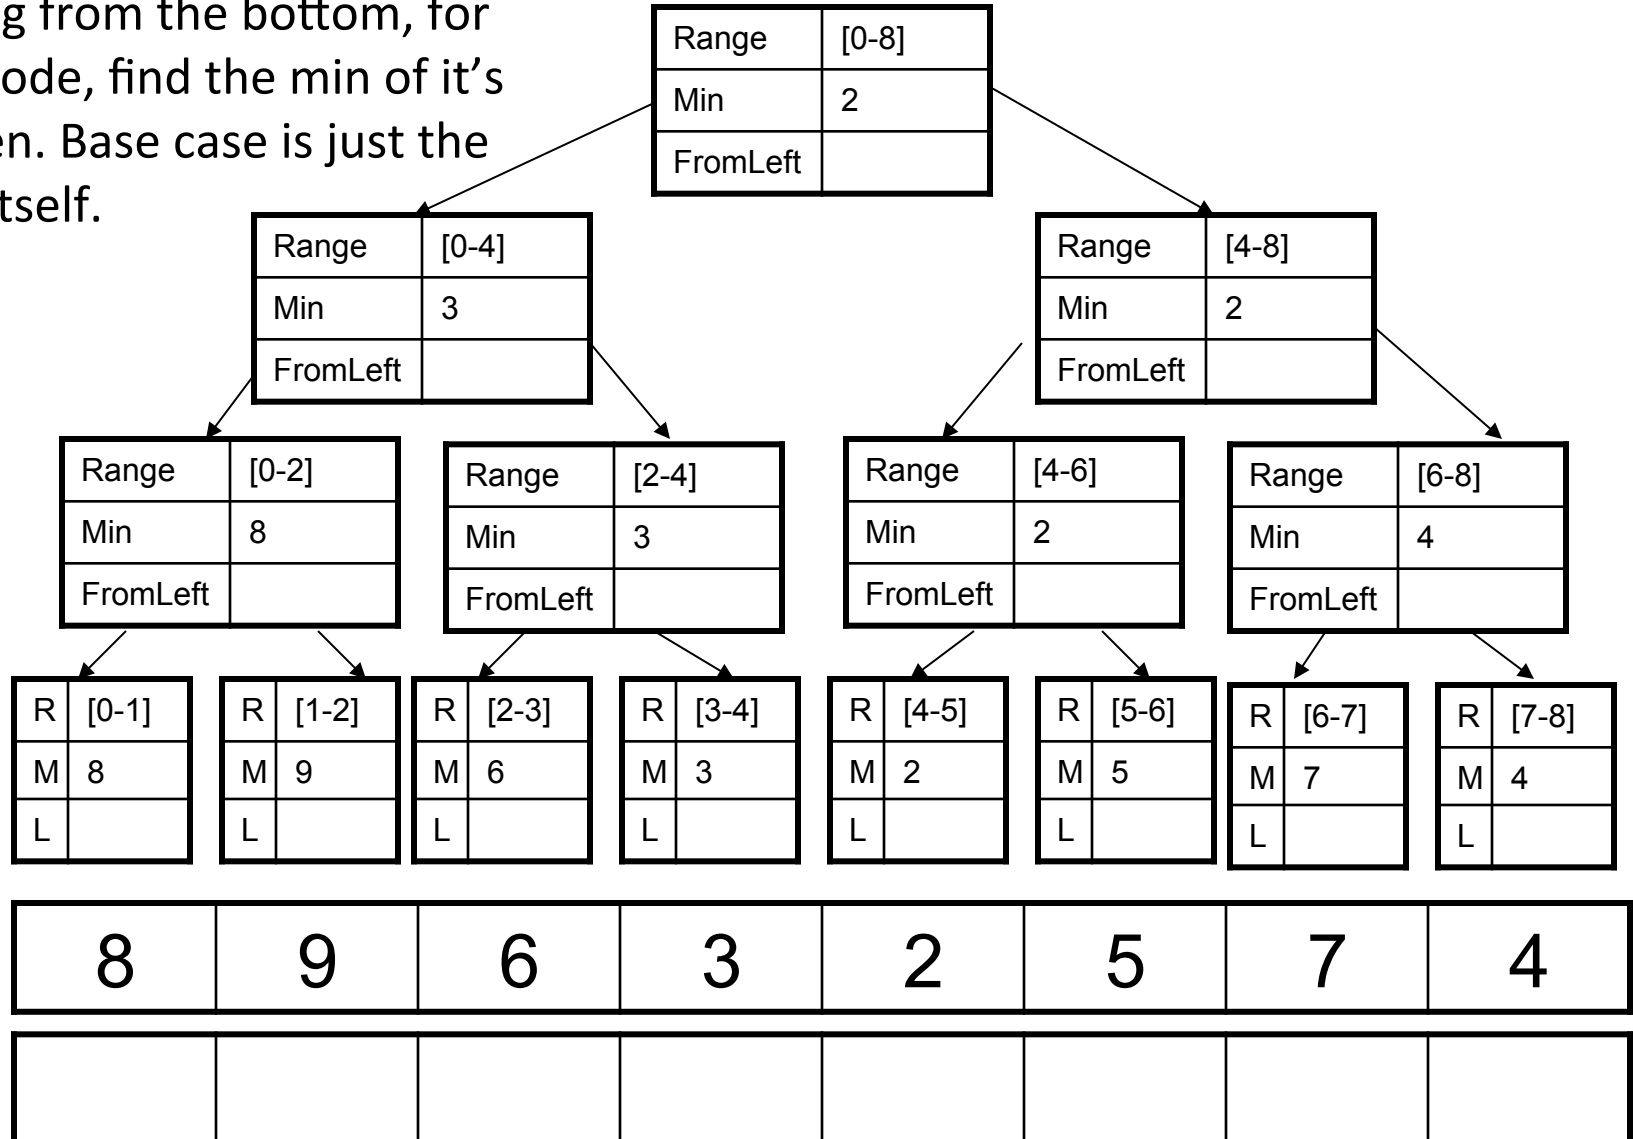 from the bottom, for
find the min of it's
Base case is just the
Range [0-8]
Min 2
FromLeft
Range [0-4]
Min 3
FromLeft
Range [4-8]
Min 2
FromLeft
Range [0-2]
Min 8
FromLeft
Range [2-4]
Min 3
FromLeft
Range [4-6]
Min 2
FromLeft
Range [6-8]
Min 4
FromLeft
R [0-1]
M 8
L
R [1-2]
M 9
L
R [2-3]
M 6
L
R [3-4]
M 3
L
R [4-5]
M 2
L
R [5-6]
M 5
L
R [6-7]
M 7
L
R [7-8]
M 4
L
8 9 6 3 2 5 7 4